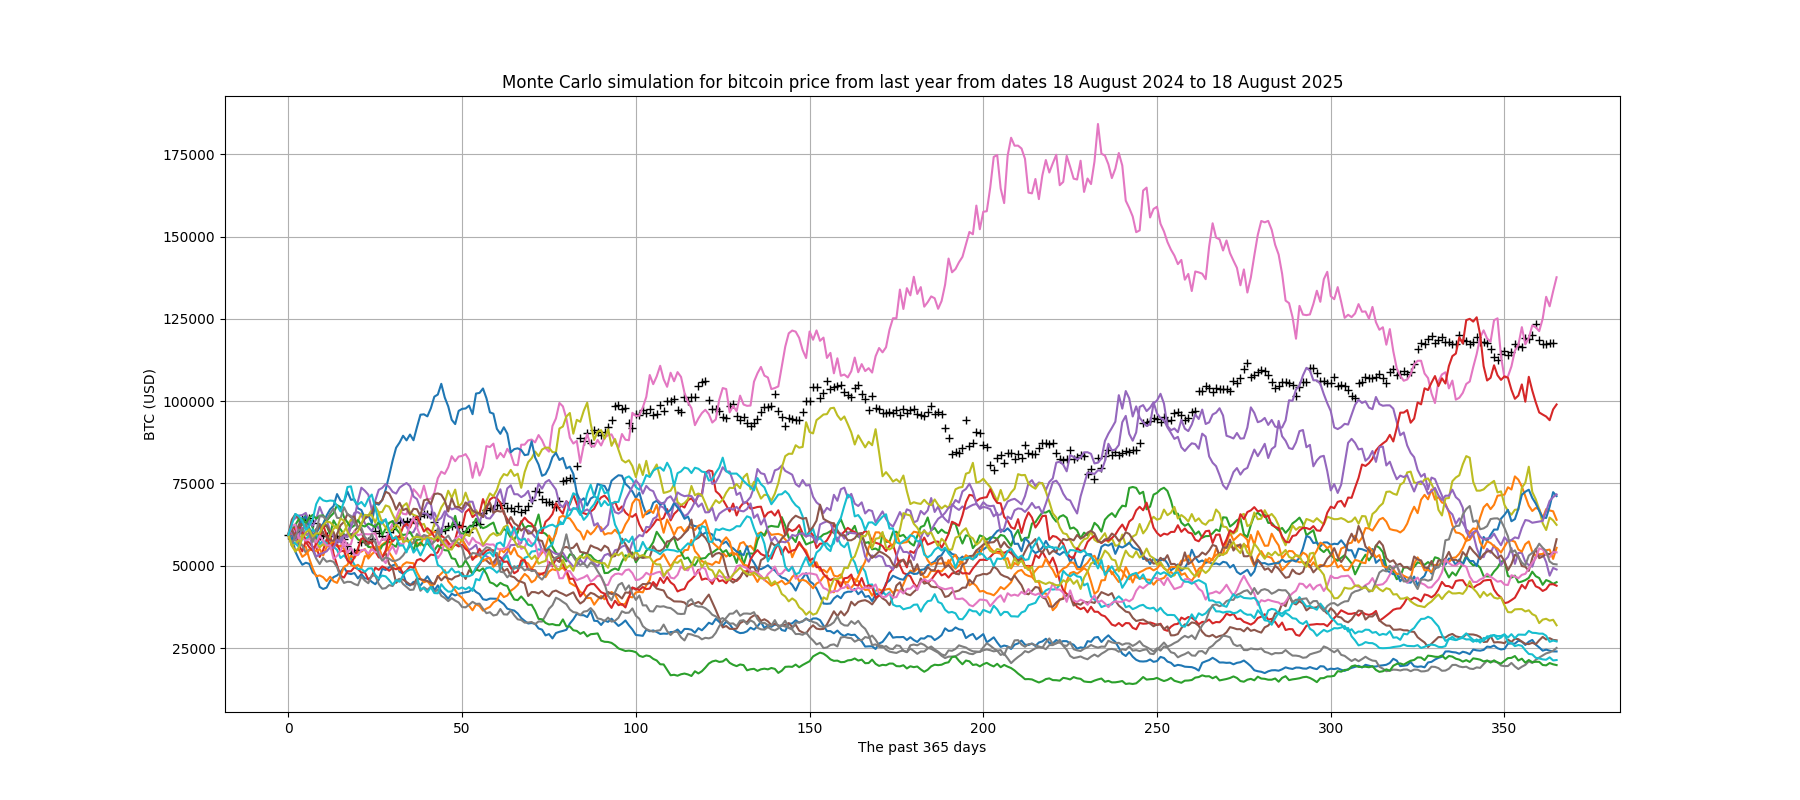 Monte Carlo simulation for bitcoin price from last year from dates 18 August 2024 to 18 August 2025
175000
150000
125000
100000
75000
50000
25000
BTC (USD)
0 50 100 150 200 250 300 350
The past 365 days